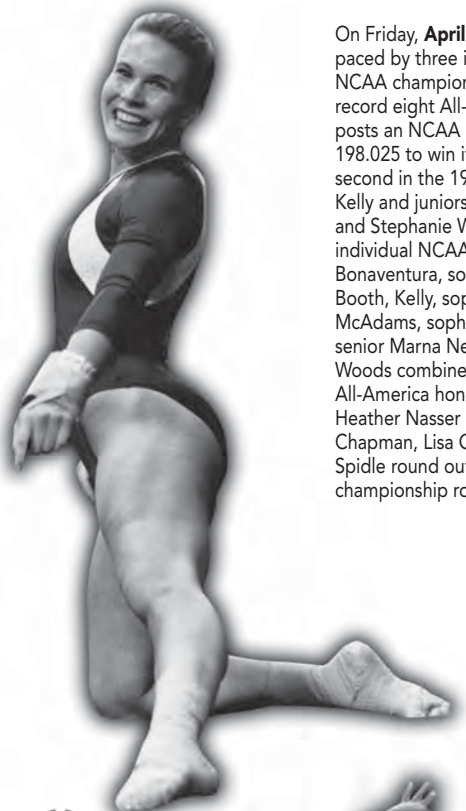 On Friday, April
paced by three i
NCAA champion
record eight All-
posts an NCAA
198.025 to win i
second in the 19
Kelly and juniors
and Stephanie W
individual NCAA
Bonaventura, so
Booth, Kelly, sop
McAdams, soph
senior Marna Ne
Woods combine
All-America hon
Heather Nasser
Chapman, Lisa C
Spidle round out
championship ro